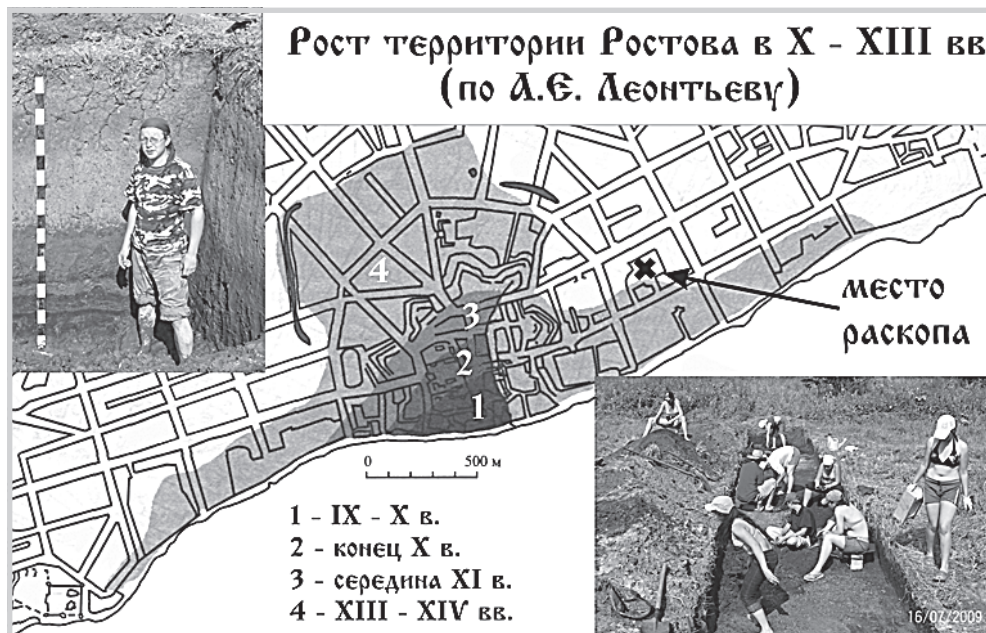 Рост территории Ростова в X - XIII вв
(по А.Е. Леонтьеву)
4
3
2
1
место
раскопа
0 500 м
1 - IX - X в.
2 - конец X в.
3 - середина XI в.
4 - XIII - XIV вв.
16/07/2009